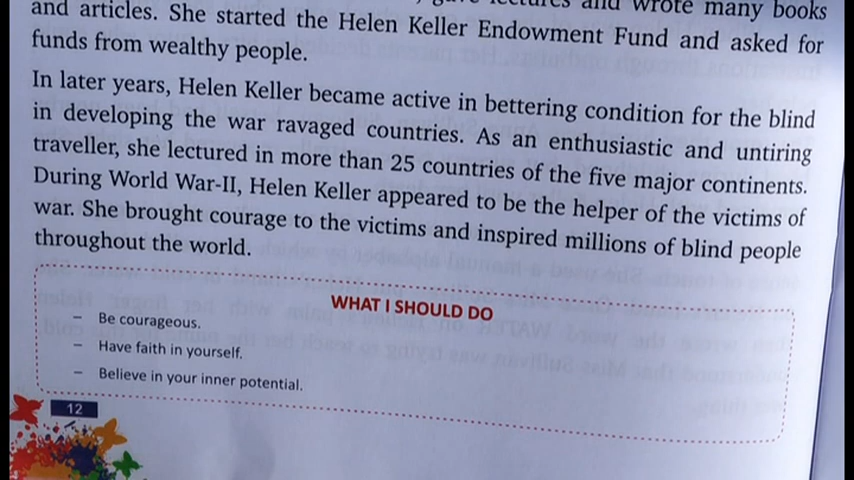 lectures and wrote many books
and articles. She started the Helen Keller Endowment Fund and asked for
funds from wealthy people.
In later years, Helen Keller became active in bettering condition for the blind
in developing the war ravaged countries. As an enthusiastic and untiring
traveller, she lectured in more than 25 countries of the five major continents.
During World War-II, Helen Keller appeared to be the helper of the victims of
war. She brought courage to the victims and inspired millions of blind people
throughout the world.
WHAT I SHOULD DO
– Be courageous.
– Have faith in yourself.
– Believe in your inner potential.
12